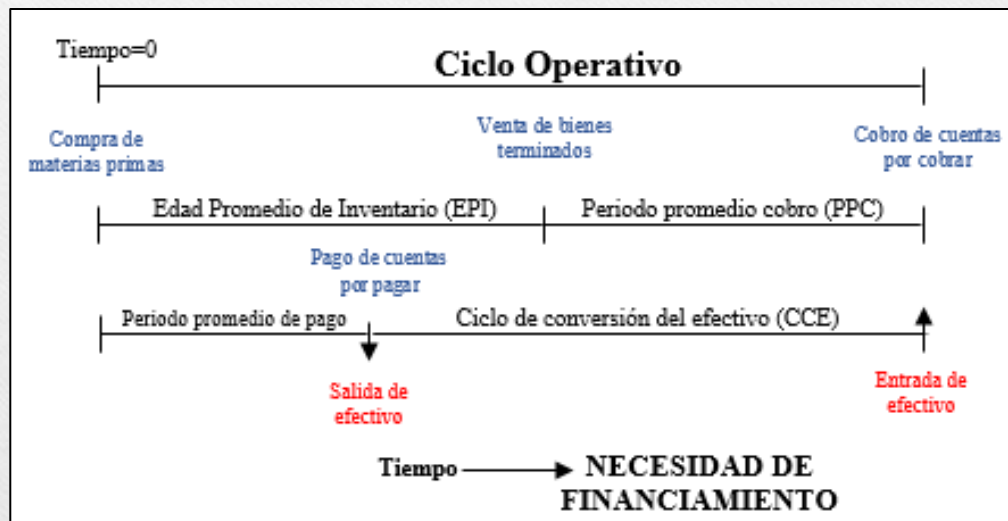 Tiempo=0
Ciclo Operativo
Compra de
materias primas
Venta de bienes
terminados
Cobro de cuentas
por cobrar
Edad Promedio de Inventario (EPI)
Periodo promedio cobro (PPC)
Pago de cuentas
por pagar
Periodo promedio de pago
Ciclo de conversión del efectivo (CCE)
Salida de
efectivo
Entrada de
efectivo
Tiempo
NECESIDAD DE
FINANCIAMIENTO